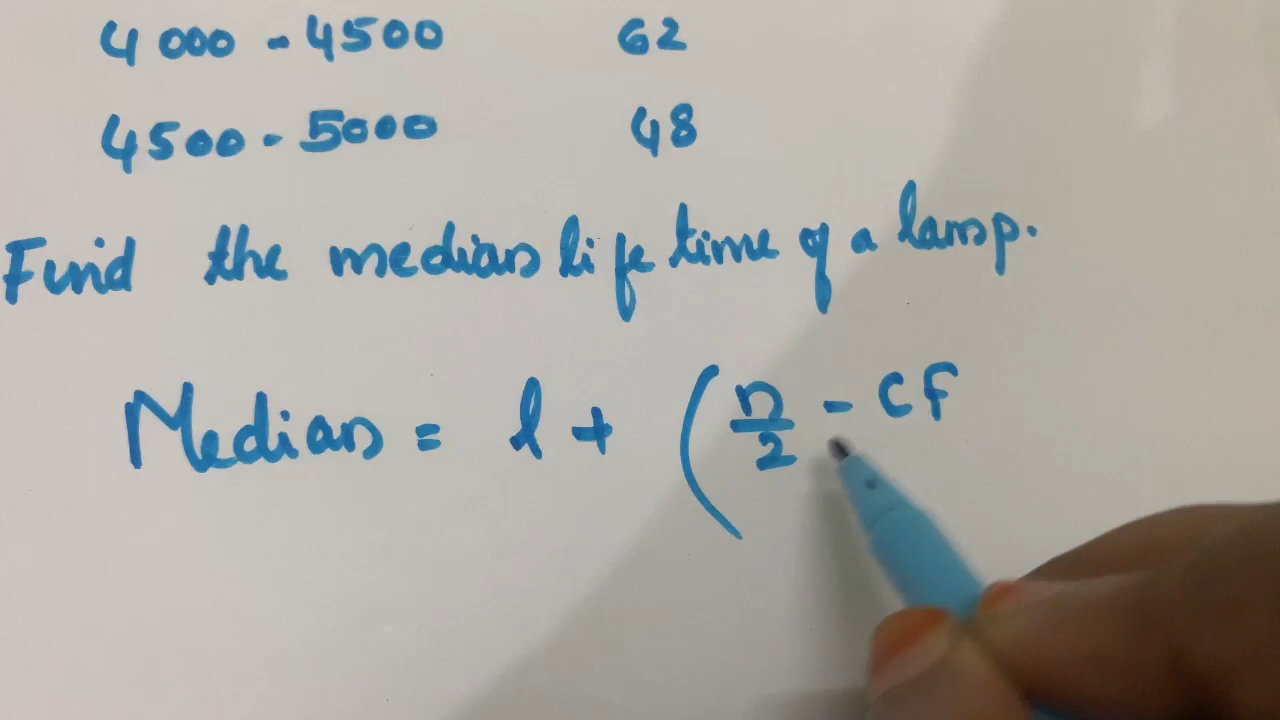 4000 - 4500 62
4500 - 5000 48
Find the median life time of a lamp.
Median = l + ( n/2 - CF